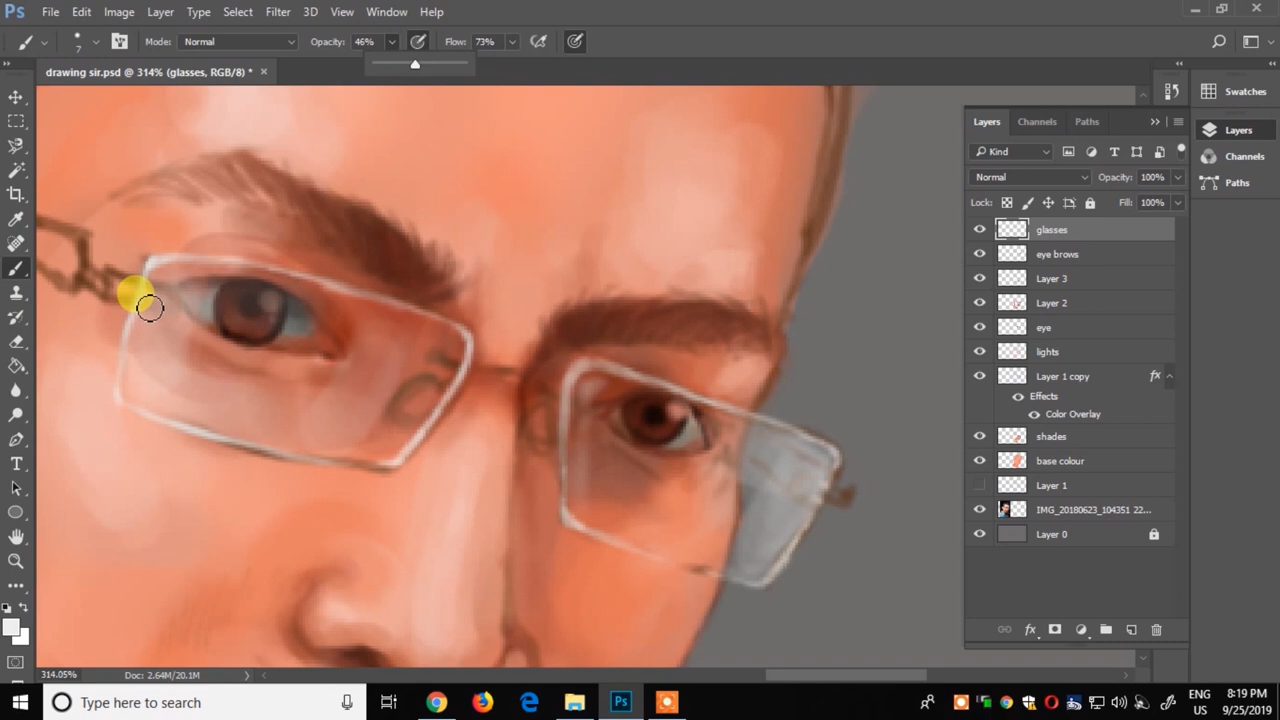 Ps File Edit Image Layer Type Select Filter 3D View Window Help
7 Mode: Normal Opacity: 46% Flow: 73%
drawing sir.psd @ 314% (glasses, RGB/8) * ×
Swatches
Layers Channels Paths
Layers
Kind
Channels
Normal Opacity: 100%
Paths
Lock: Fill: 100%
glasses
eye brows
Layer 3
Layer 2
eye
lights
Layer 1 copy fx
Effects
Color Overlay
shades
base colour
Layer 1
IMG_20180623_104351 22...
Layer 0
fx
314.05% Doc: 2.64M/20.1M
Type here to search
Ps
ENG
US
8:19 PM
9/25/2019